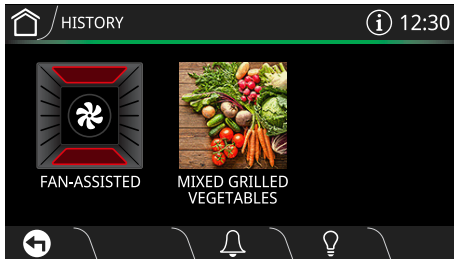 HISTORY
12:30
FAN-ASSISTED
MIXED GRILLED
VEGETABLES